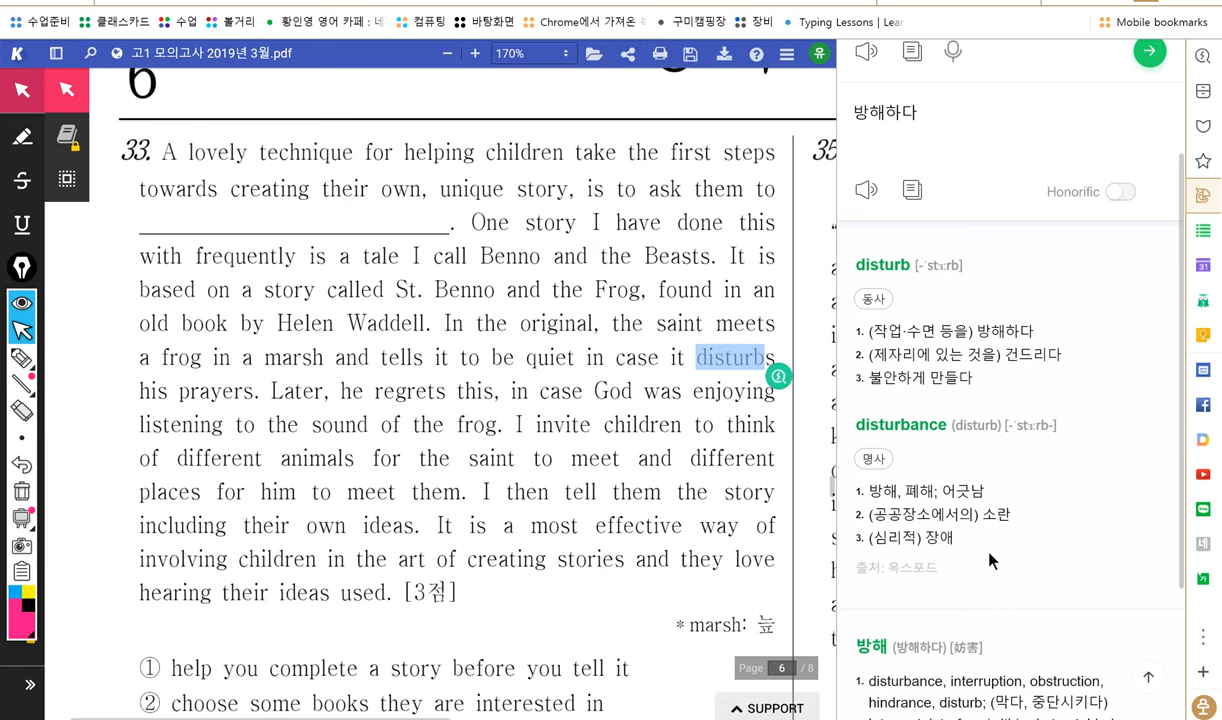 수업준비 클래스카드 수업 볼거리 황인영 영어 카페 : 네 컴퓨팅 바탕화면 Chrome에서 가져온 구미캠핑장 장비 Typing Lessons | Lear Mobile bookmarks
고1 모의고사 2019년 3월.pdf
170%
유
6
33. A lovely technique for helping children take the first steps
towards creating their own, unique story, is to ask them to
____________________. One story I have done this
with frequently is a tale I call Benno and the Beasts. It is
based on a story called St. Benno and the Frog, found in an
old book by Helen Waddell. In the original, the saint meets
a frog in a marsh and tells it to be quiet in case it disturbs
his prayers. Later, he regrets this, in case God was enjoying
listening to the sound of the frog. I invite children to think
of different animals for the saint to meet and different
places for him to meet them. I then tell them the story
including their own ideas. It is a most effective way of
involving children in the art of creating stories and they love
hearing their ideas used. [3점]
* marsh: 늪
① help you complete a story before you tell it
② choose some books they are interested in
Page 6 / 8
SUPPORT
35
방해하다
Honorific
disturb [-ˈstɜ:rb]
동사
1. (작업·수면 등을) 방해하다
2. (제자리에 있는 것을) 건드리다
3. 불안하게 만들다
disturbance (disturb) [-ˈstɜ:rb-]
명사
1. 방해, 폐해; 어긋남
2. (공공장소에서의) 소란
3. (심리적) 장애
출처: 옥스포드
방해 (방해하다) [妨害]
1. disturbance, interruption, obstruction,
hindrance, disturb; (막다, 중단시키다)